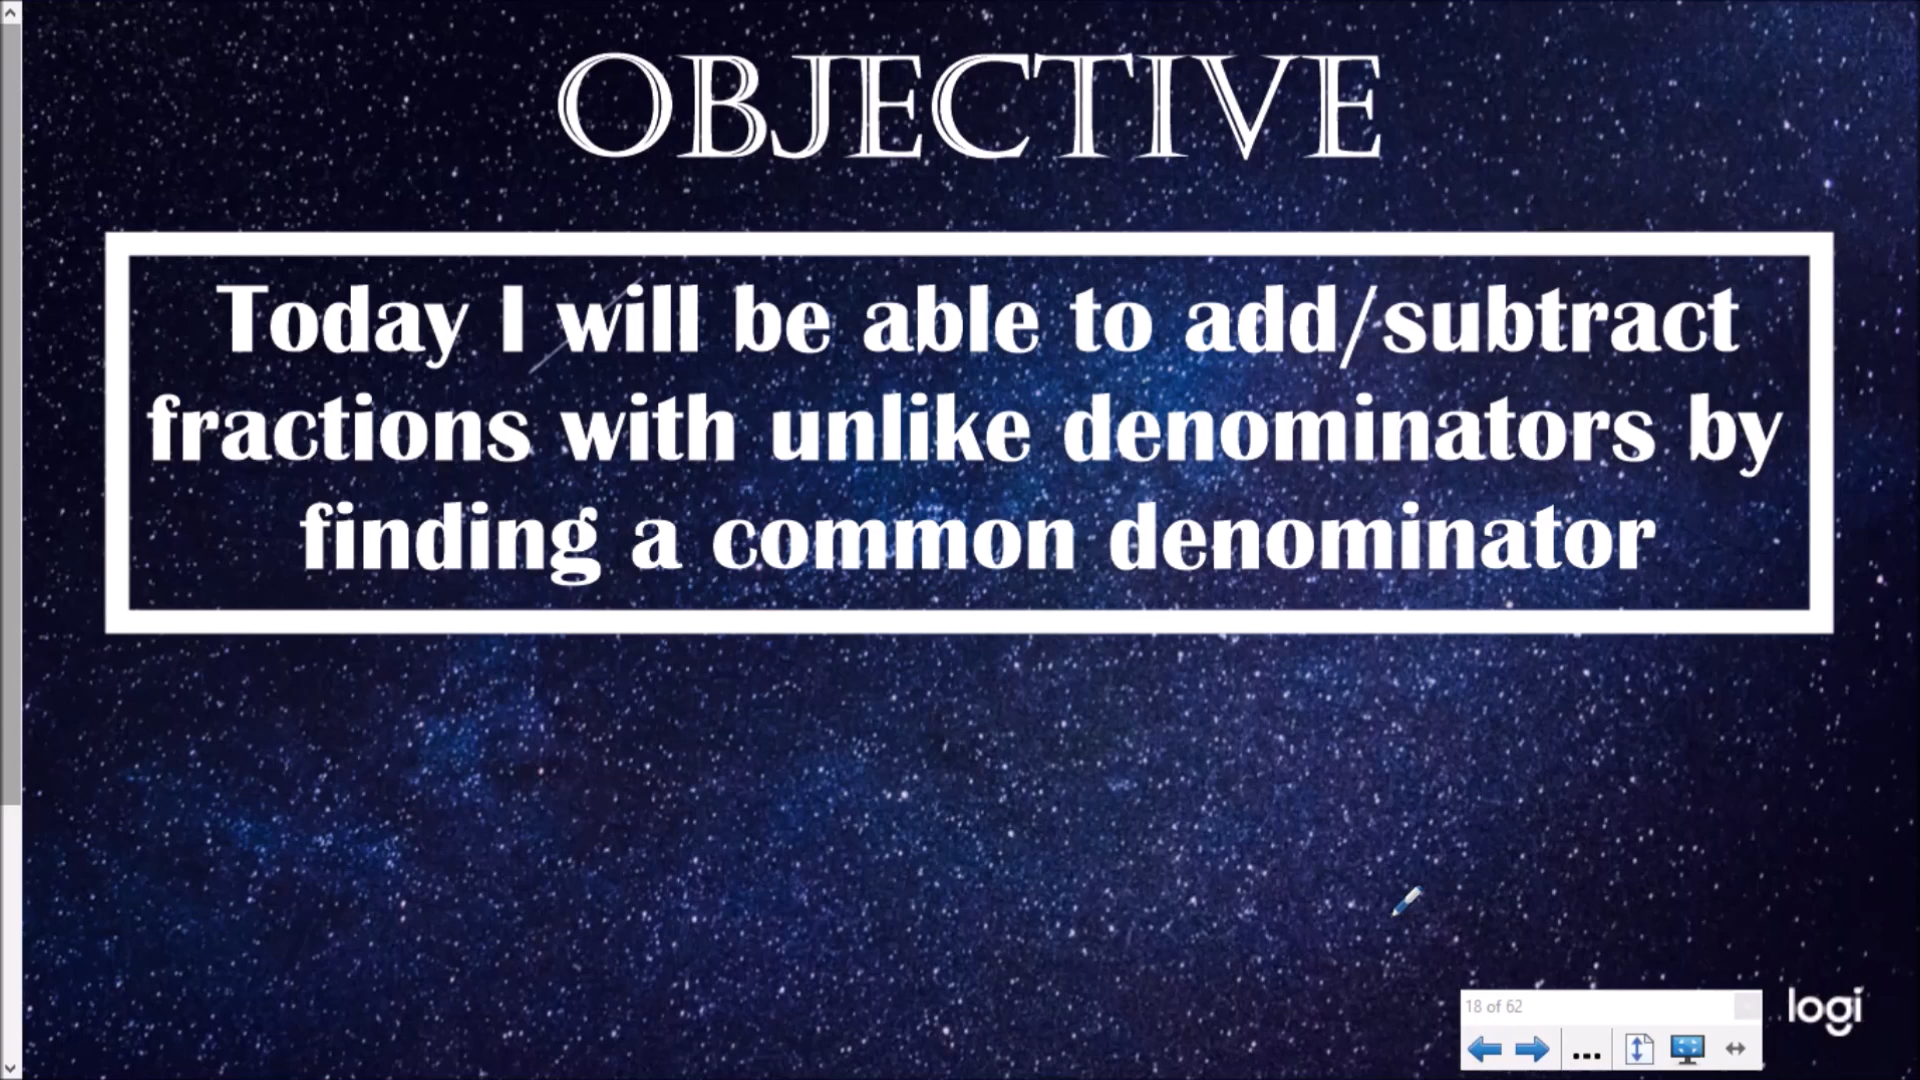 OBJECTIVE
Today I will be able to add/subtract
fractions with unlike denominators by
finding a common denominator
18 of 62
logi